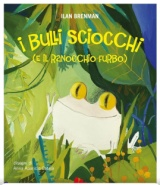 ILAN BRENMAN
I BULLI SCIOCCHI
(E IL RANOCCHIO FURBO)